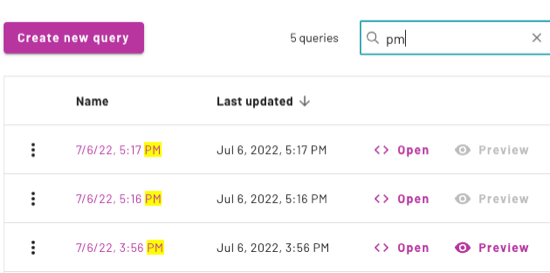 Create new query 5 queries pm
Name Last updated
7/6/22, 5:17 PM Jul 6, 2022, 5:17 PM Open Preview
7/6/22, 5:16 PM Jul 6, 2022, 5:16 PM Open Preview
7/6/22, 3:56 PM Jul 6, 2022, 3:56 PM Open Preview